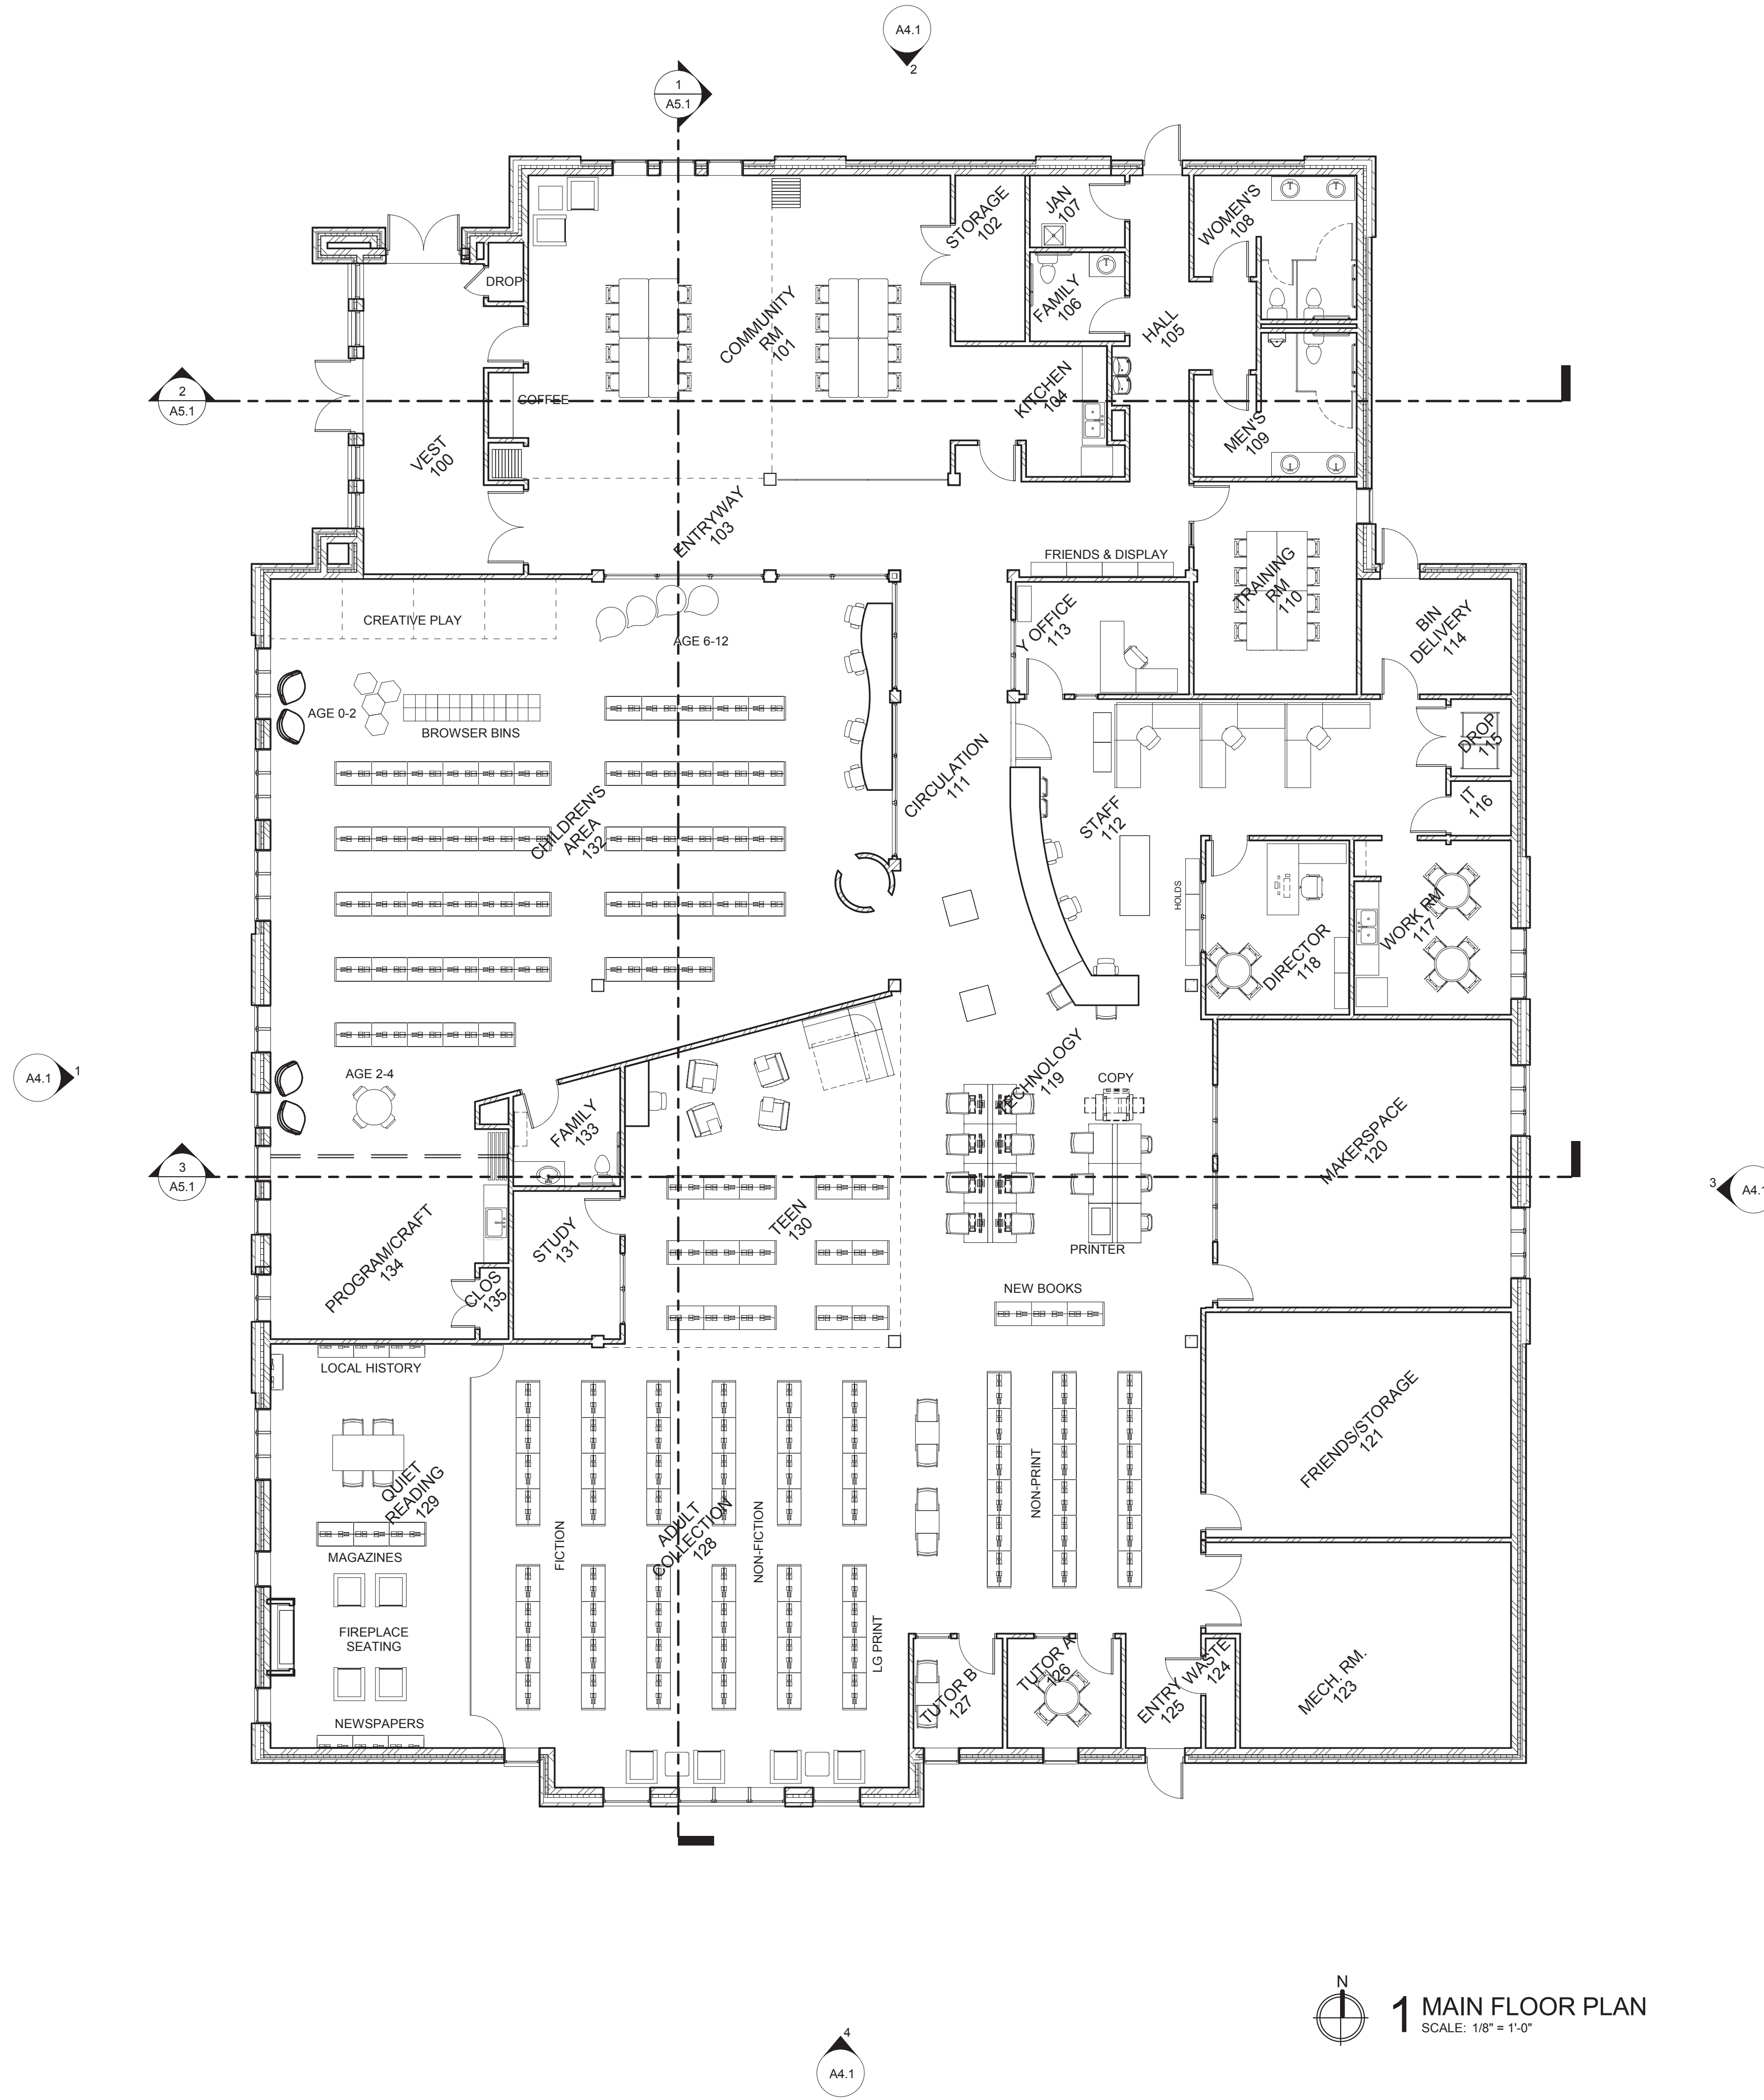 A4.1
2
1
A5.1
STORAGE
102
JAN
107
WOMEN'S
108
DROP
COMMUNITY
RM
101
FAMILY
106
HALL
105
2
A5.1
COFFEE
KITCHEN
104
MEN'S
109
VEST
100
ENTRYWAY
103
FRIENDS & DISPLAY
TRAINING
RM
110
CREATIVE PLAY
AGE 6-12
Y OFFICE
113
BIN
DELIVERY
114
AGE 0-2
BROWSER BINS
DROP
115
CIRCULATION
111
IT
116
CHILDREN'S
AREA
132
STAFF
112
HOLDS
WORK RM
117
DIRECTOR
118
A4.1
1
AGE 2-4
TECHNOLOGY
119
COPY
FAMILY
133
MAKERSPACE
120
3
A5.1
3
A4.1
PROGRAM/CRAFT
134
STUDY
131
TEEN
130
PRINTER
CLOS
135
NEW BOOKS
LOCAL HISTORY
FRIENDS/STORAGE
121
QUIET
READING
129
NON-PRINT
FICTION
ADULT
COLLECTION
128
NON-FICTION
MAGAZINES
FIREPLACE
SEATING
LG PRINT
TUTOR B
127
TUTOR A
126
ENTRY
125
WASTE
124
MECH. RM.
123
NEWSPAPERS
N
1 MAIN FLOOR PLAN
SCALE: 1/8" = 1'-0"
4
A4.1